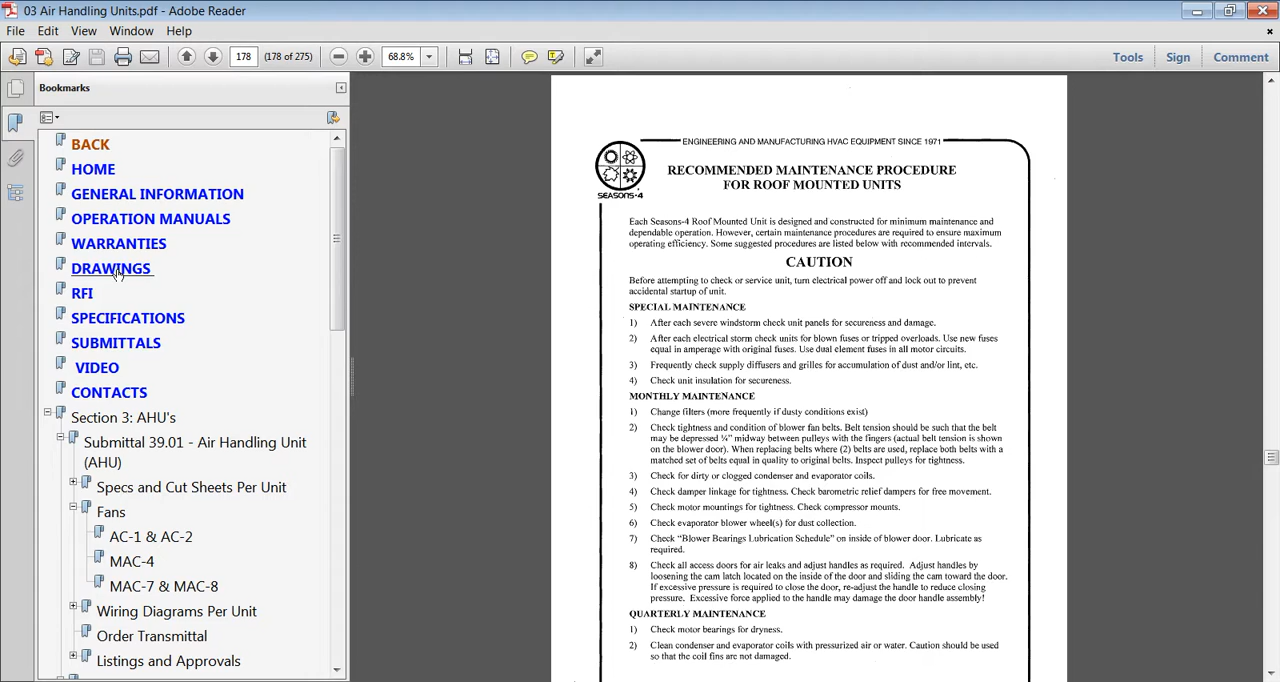 03 Air Handling Units.pdf - Adobe Reader
File Edit View Window Help
178 (178 of 275) 68.8% Tools Sign Comment
Bookmarks
BACK
HOME
GENERAL INFORMATION
OPERATION MANUALS
WARRANTIES
DRAWINGS
RFI
SPECIFICATIONS
SUBMITTALS
VIDEO
CONTACTS
Section 3: AHU's
Submittal 39.01 - Air Handling Unit
(AHU)
Specs and Cut Sheets Per Unit
Fans
AC-1 & AC-2
MAC-4
MAC-7 & MAC-8
Wiring Diagrams Per Unit
Order Transmittal
Listings and Approvals
ENGINEERING AND MANUFACTURING HVAC EQUIPMENT SINCE 1971
SEASONS-4
RECOMMENDED MAINTENANCE PROCEDURE
FOR ROOF MOUNTED UNITS
Each Seasons-4 Roof Mounted Unit is designed and constructed for minimum maintenance and
dependable operation. However, certain maintenance procedures are required to ensure maximum
operating efficiency. Some suggested procedures are listed below with recommended intervals.
CAUTION
Before attempting to check or service unit, turn electrical power off and lock out to prevent
accidental startup of unit.
SPECIAL MAINTENANCE
1) After each severe windstorm check unit panels for secureness and damage.
2) After each electrical storm check units for blown fuses or tripped overloads. Use new fuses
equal in amperage with original fuses. Use dual element fuses in all motor circuits.
3) Frequently check supply diffusers and grilles for accumulation of dust and/or lint, etc.
4) Check unit insulation for secureness.
MONTHLY MAINTENANCE
1) Change filters (more frequently if dusty conditions exist)
2) Check tightness and condition of blower fan belts. Belt tension should be such that the belt
may be depressed ¼" midway between pulleys with the fingers (actual belt tension is shown
on the blower door). When replacing belts where (2) belts are used, replace both belts with a
matched set of belts equal in quality to original belts. Inspect pulleys for tightness.
3) Check for dirty or clogged condenser and evaporator coils.
4) Check damper linkage for tightness. Check barometric relief dampers for free movement.
5) Check motor mountings for tightness. Check compressor mounts.
6) Check evaporator blower wheel(s) for dust collection.
7) Check “Blower Bearings Lubrication Schedule” on inside of blower door. Lubricate as
required.
8) Check all access doors for air leaks and adjust handles as required. Adjust handles by
loosening the cam latch located on the inside of the door and sliding the cam toward the door.
If excessive pressure is required to close the door, re-adjust the handle to reduce closing
pressure. Excessive force applied to the handle may damage the door handle assembly!
QUARTERLY MAINTENANCE
1) Check motor bearings for dryness.
2) Clean condenser and evaporator coils with pressurized air or water. Caution should be used
so that the coil fins are not damaged.